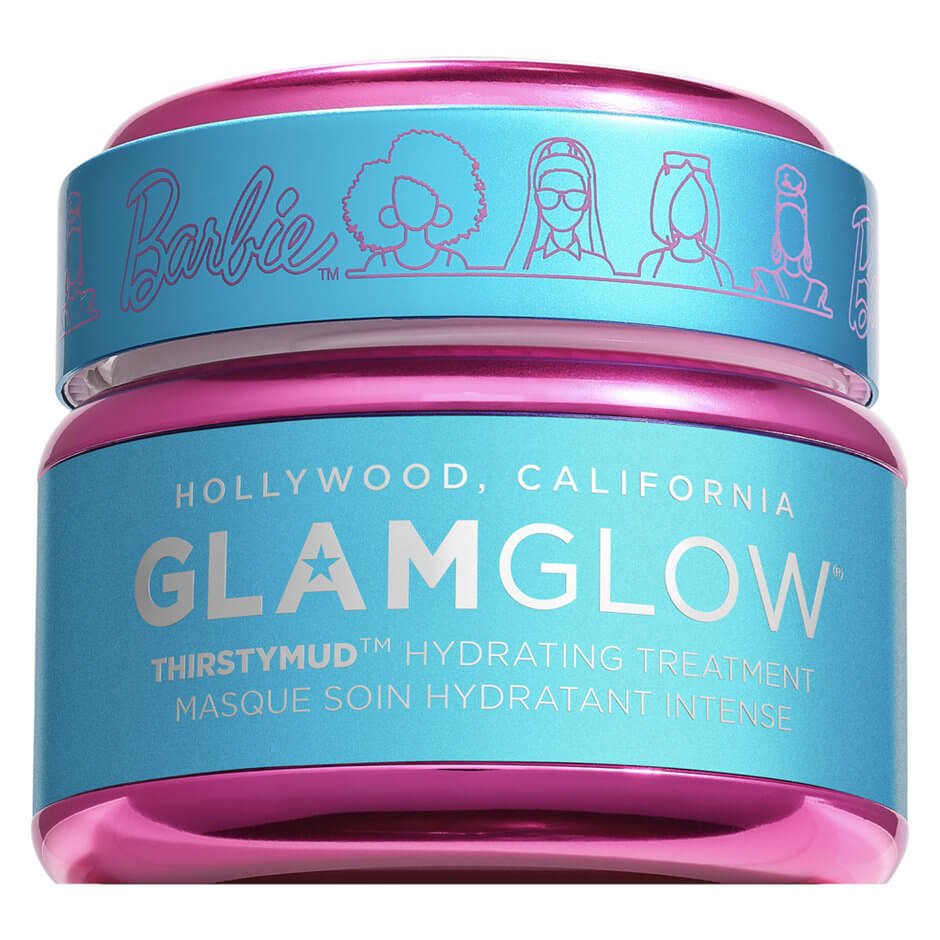 Barbie™
HOLLYWOOD, CALIFORNIA
GLAMGLOW®
THIRSTYMUD™ HYDRATING TREATMENT
MASQUE SOIN HYDRATANT INTENSE